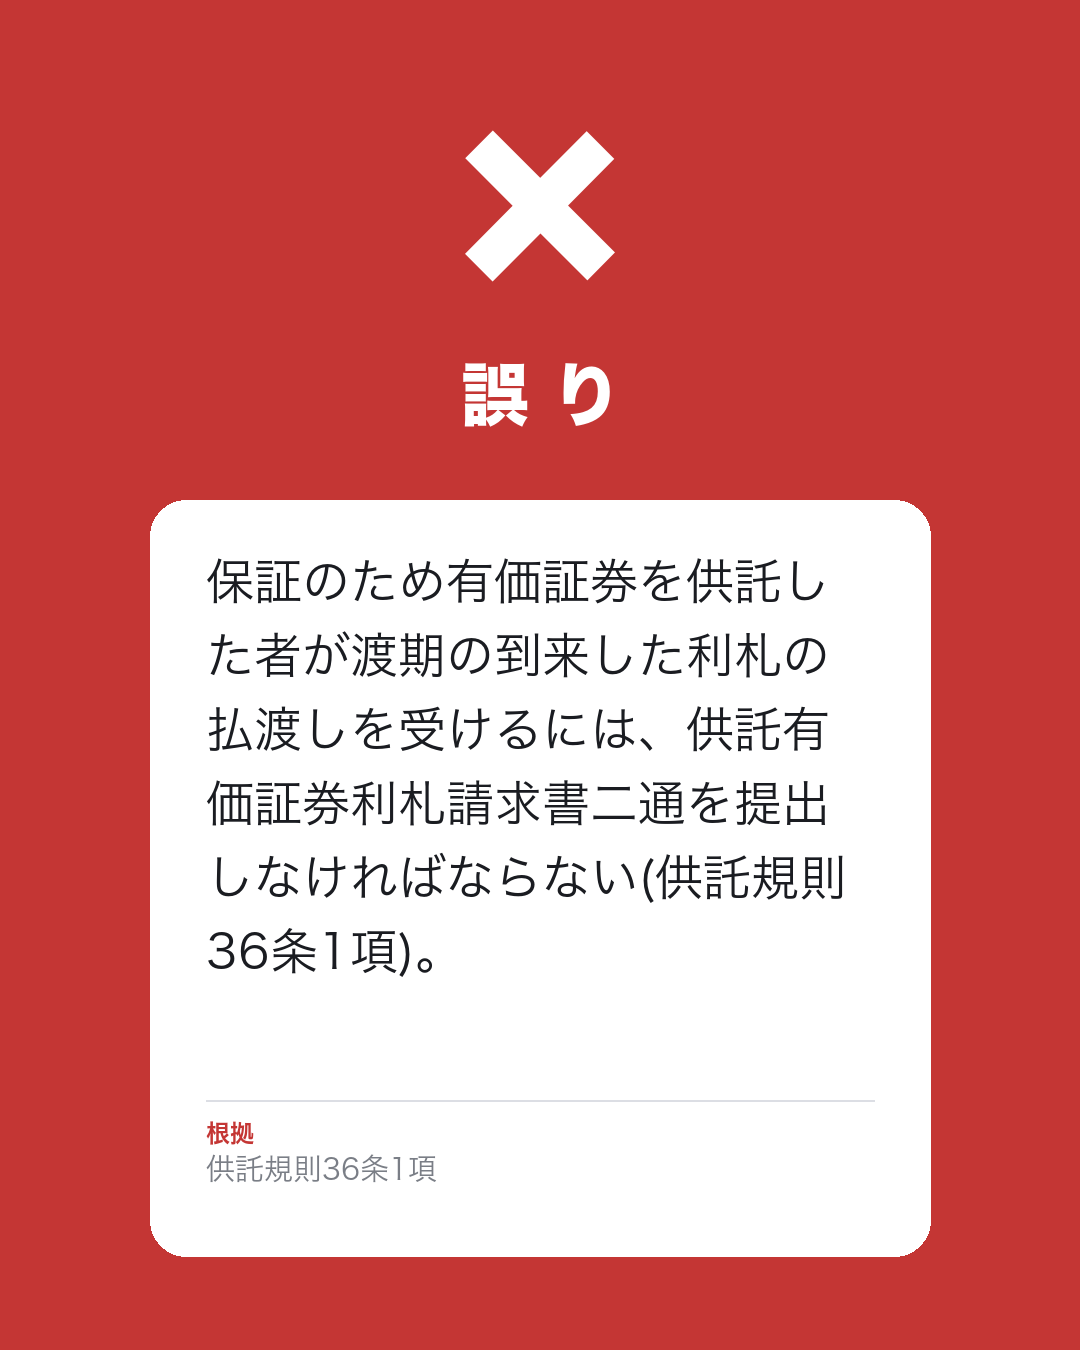 誤り
保証のため有価証券を供託し
た者が渡期の到来した利札の
払渡しを受けるには、供託有
価証券利札請求書二通を提出
しなければならない(供託規則
36条1項)。
根拠
供託規則36条1項